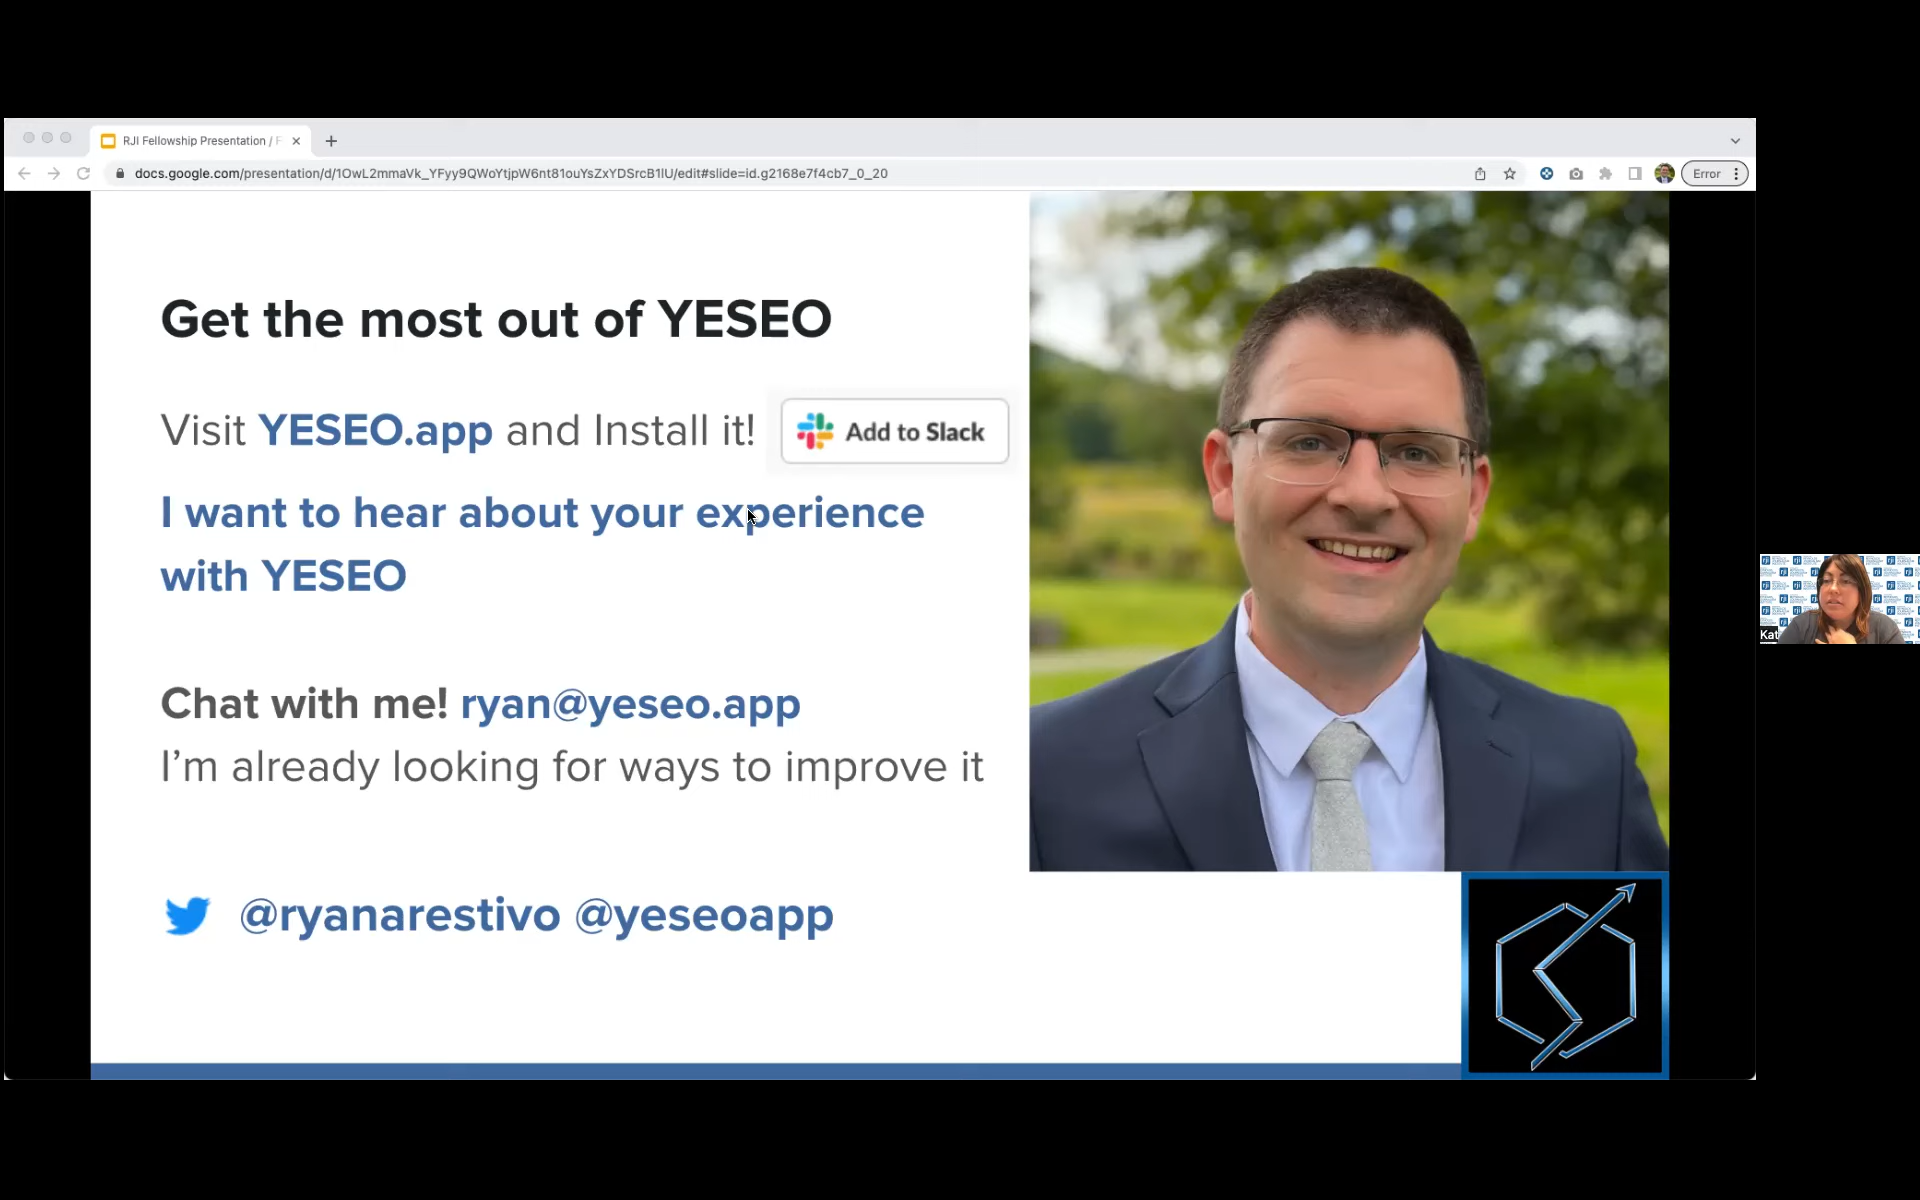 RJI Fellowship Presentation / F
docs.google.com/presentation/d/1OwL2mmaVk_YFyy9QWoYtjpW6nt81ouYsZxYDSrcB1lU/edit#slide=id.g2168e7f4cb7_0_20
Error
Get the most out of YESEO
Visit YESEO.app and Install it!
Add to Slack
I want to hear about your experience
with YESEO
Chat with me! ryan@yeseo.app
I'm already looking for ways to improve it
@ryanarestivo @yeseoapp
Kat